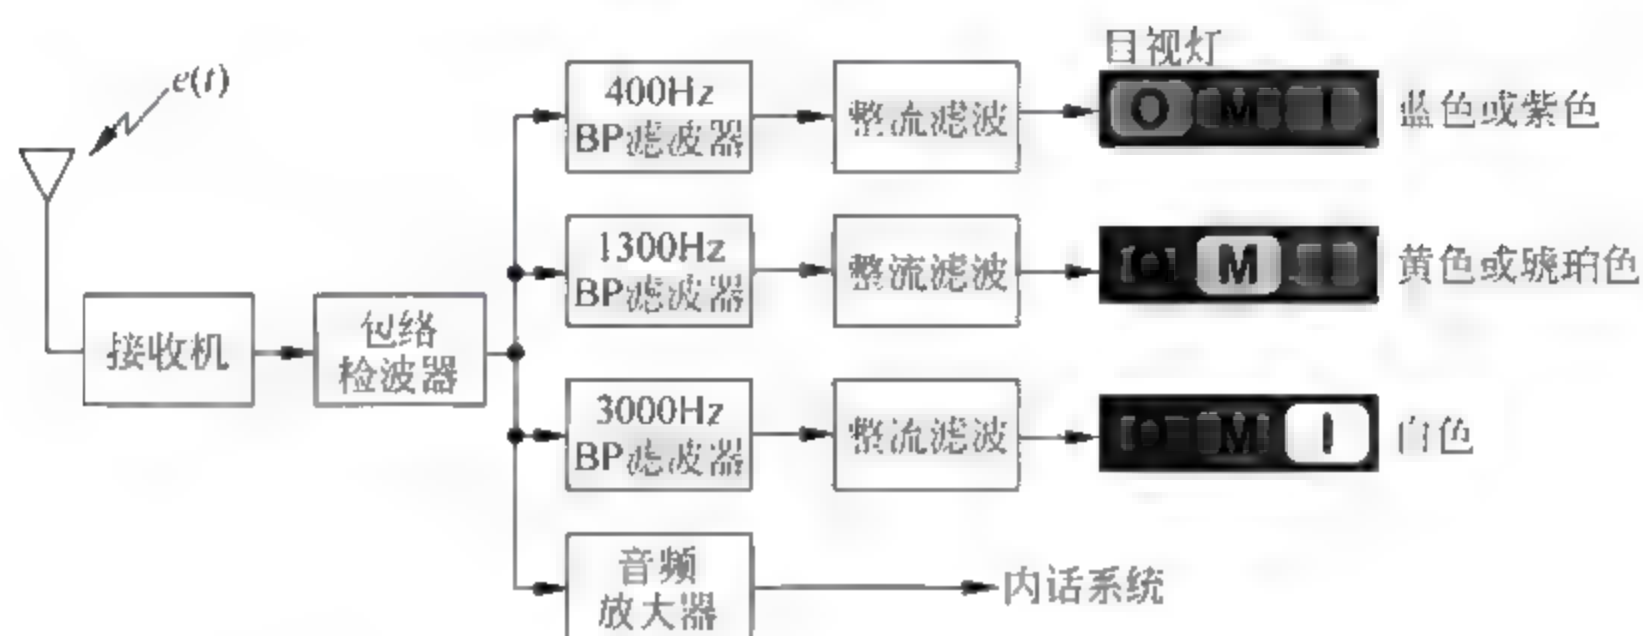 目视灯
e(t)
400Hz
BP滤波器
整流滤波
O M I
蓝色或紫色
1300Hz
BP滤波器
整流滤波
O M I
黄色或琥珀色
接收机
包络
检波器
3000Hz
BP滤波器
整流滤波
O M I
白色
音频
放大器
内话系统